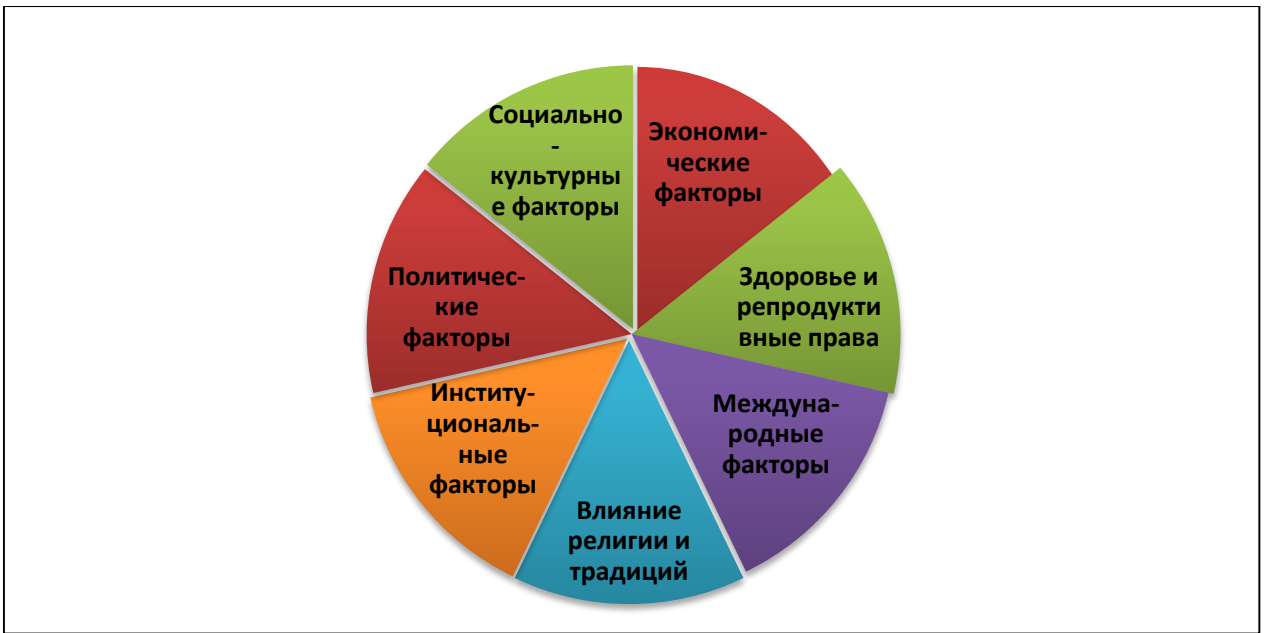 Социально
-
культурны
е факторы
Экономи-
ческие
факторы
Здоровье и
репродукти
вные права
Междуна-
родные
факторы
Влияние
религии и
традиций
Институ-
циональ-
ные
факторы
Политичес-
кие
факторы